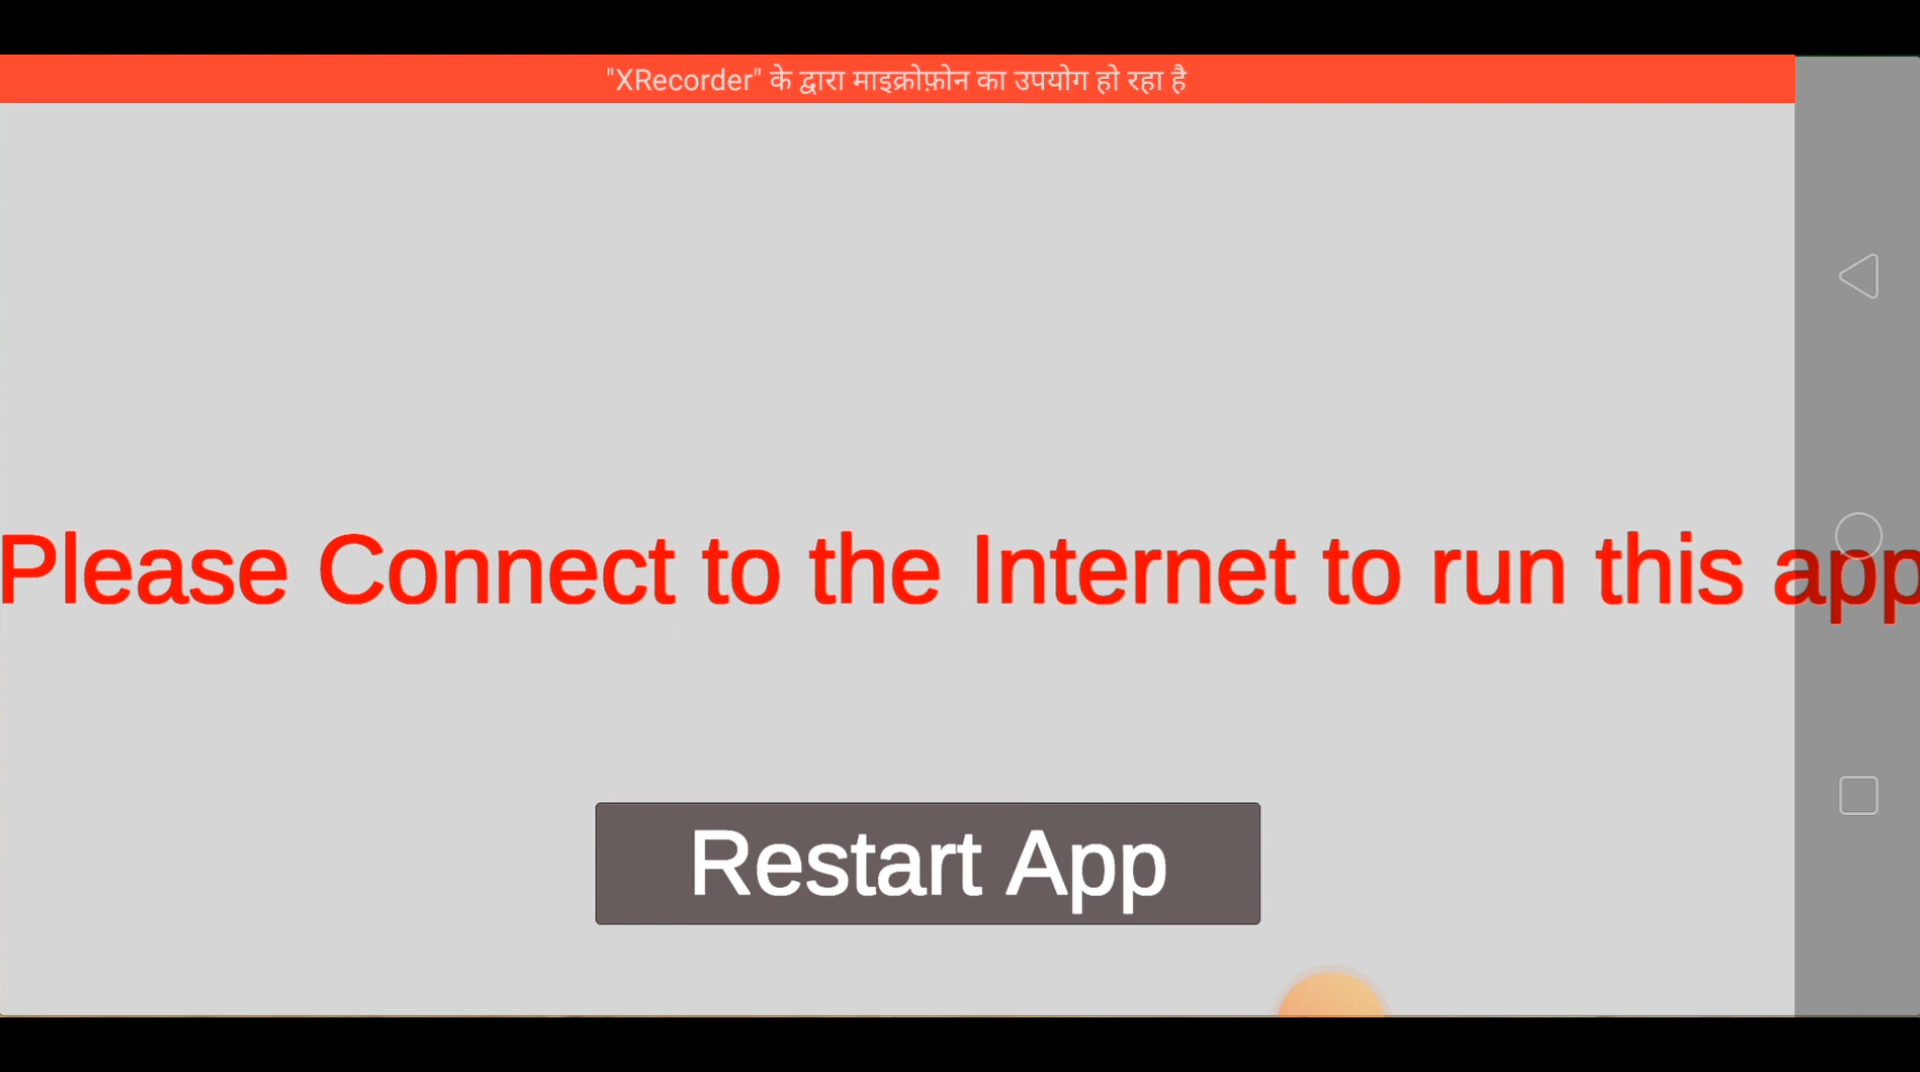 "XRecorder" के द्वारा माइक्रोफ़ोन का उपयोग हो रहा है
Please Connect to the Internet to run this app
Restart App